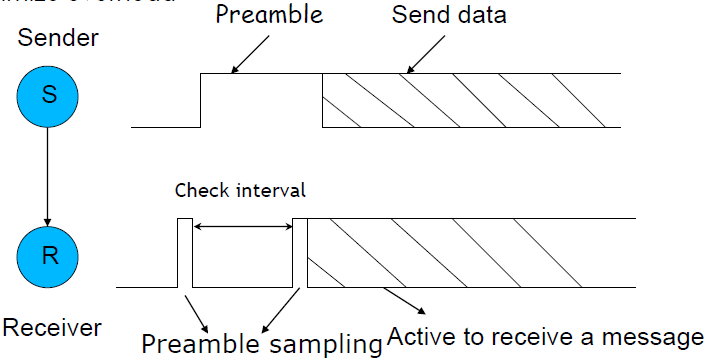 Preamble
Send data
Sender
S
Check interval
R
Receiver
Preamble sampling
Active to receive a message